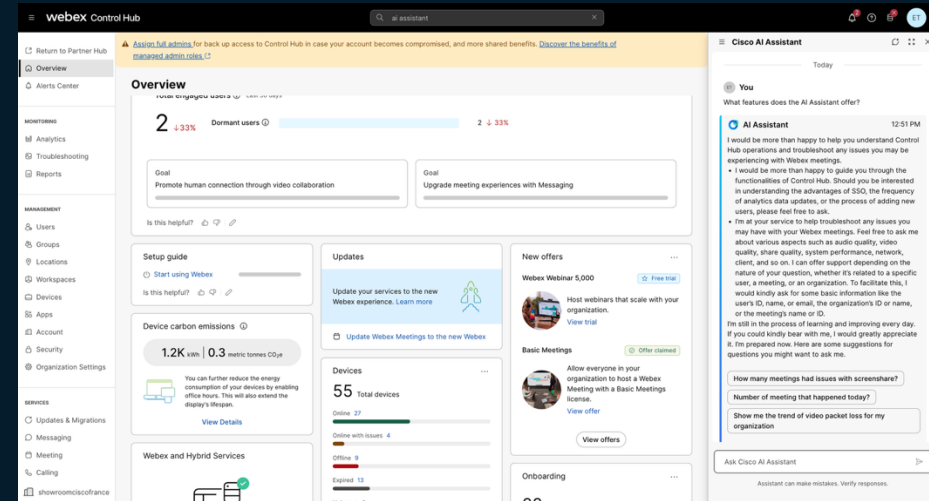 webex Control Hub
ai assistant
ET
Return to Partner Hub
Overview
Alerts Center
MONITORING
Analytics
Troubleshooting
Reports
MANAGEMENT
Users
Groups
Locations
Workspaces
Devices
Apps
Account
Security
Organization Settings
SERVICES
Updates & Migrations
Messaging
Meeting
Calling
showroomciscofrance
Assign full admins for back up access to Control Hub in case your account becomes compromised, and more shared benefits. Discover the benefits of
managed admin roles.
Overview
Total engaged users Last 90 days
2 ↓33%
Dormant users
2 ↓ 33%
Goal
Promote human connection through video collaboration
Goal
Upgrade meeting experiences with Messaging
Is this helpful?
Setup guide
Start using Webex
Is this helpful?
Device carbon emissions
1.2K kWh | 0.3 metric tonnes CO₂e
You can further reduce the energy
consumption of your devices by enabling
office hours. This will also extend the
display's lifespan.
View Details
Webex and Hybrid Services
Updates
Update your services to the new
Webex experience. Learn more
Update Webex Meetings to the new Webex
Devices
55 Total devices
Online 27
Online with issues 4
Offline 9
Expired 13
New offers
Webex Webinar 5,000
Free trial
Host webinars that scale with your
organization.
View trial
Basic Meetings
Offer claimed
Allow everyone in your
organization to host a Webex
Meeting with a Basic Meetings
license.
View offer
View offers
Onboarding
Cisco AI Assistant
Today
You
What features does the AI Assistant offer?
AI Assistant 12:51 PM
I would be more than happy to help you understand Control
Hub operations and troubleshoot any issues you may be
experiencing with Webex meetings.
• I would be more than happy to guide you through the
functionalities of Control Hub. Should you be interested
in understanding the advantages of SSO, the frequency
of analytics data updates, or the process of adding new
users, please feel free to ask.
• I'm at your service to help troubleshoot any issues you
may have with your Webex meetings. Feel free to ask me
about various aspects such as audio quality, video
quality, share quality, system performance, network,
client, and so on. I can offer support depending on the
nature of your question, whether it's related to a specific
user, a meeting, or an organization. To facilitate this, I
would kindly ask for some basic information like the
user's ID, name, or email, the organization's ID or name,
or the meeting's name or ID.
I'm still in the process of learning and improving every day.
If you could kindly bear with me, I would greatly appreciate
it. I'm prepared now. Here are some suggestions for
questions you might want to ask me.
How many meetings had issues with screenshare?
Number of meeting that happened today?
Show me the trend of video packet loss for my
organization
Ask Cisco AI Assistant
Assistant can make mistakes. Verify responses.